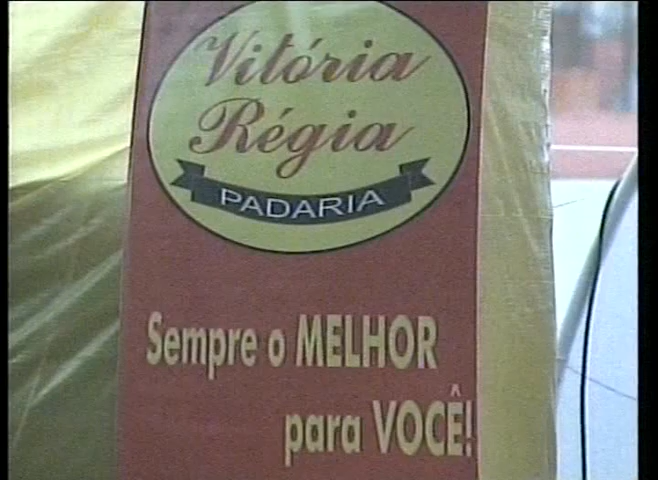 Vitória
Régia
PADARIA
Sempre o MELHOR
para VOCÊ!